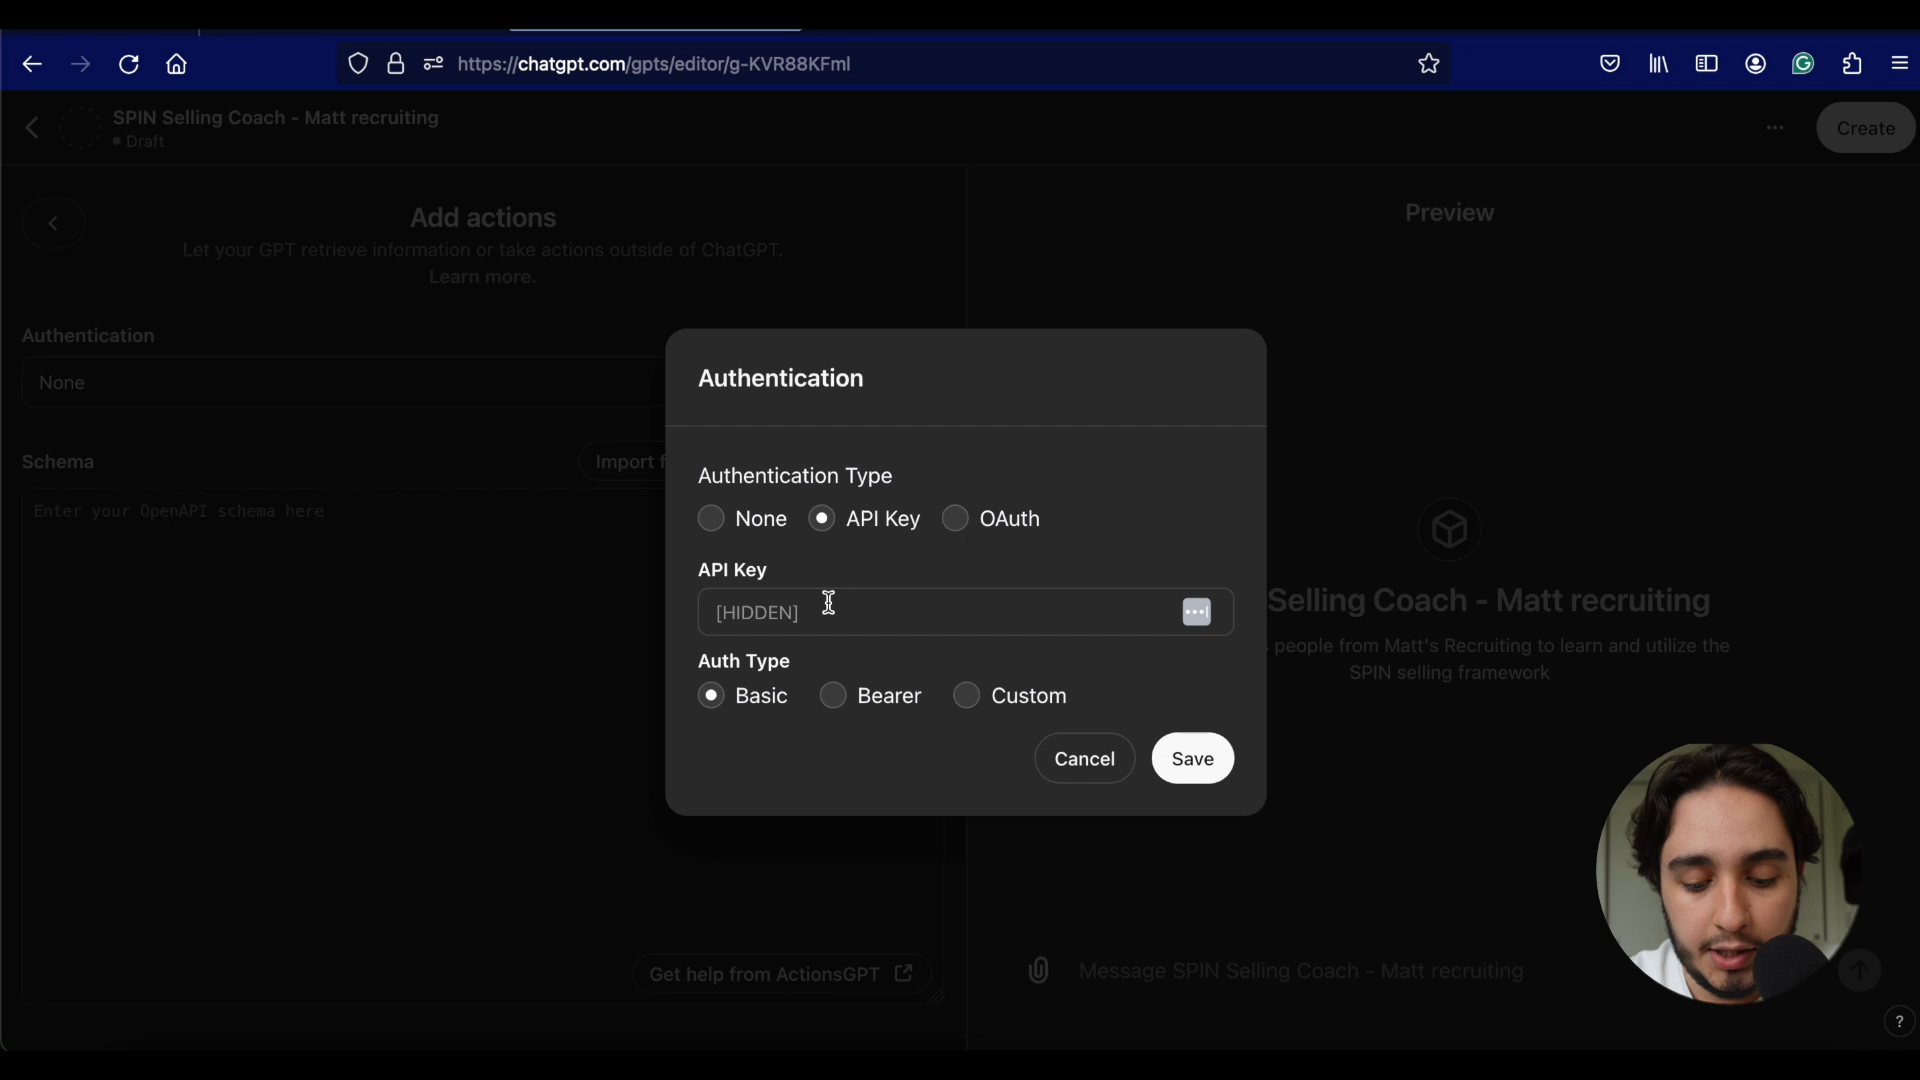 https://chatgpt.com/gpts/editor/g-KVR88KFml
SPIN Selling Coach - Matt recruiting
Draft
Create
Add actions
Let your GPT retrieve information or take actions outside of ChatGPT.
Learn more.
Authentication
None
Schema
Import f
Enter your OpenAPI schema here
Get help from ActionsGPT
Authentication
Authentication Type
None
API Key
OAuth
API Key
[HIDDEN]
Auth Type
Basic
Bearer
Custom
Cancel
Save
Preview
Selling Coach - Matt recruiting
people from Matt's Recruiting to learn and utilize the
SPIN selling framework
Message SPIN Selling Coach - Matt recruiting
?